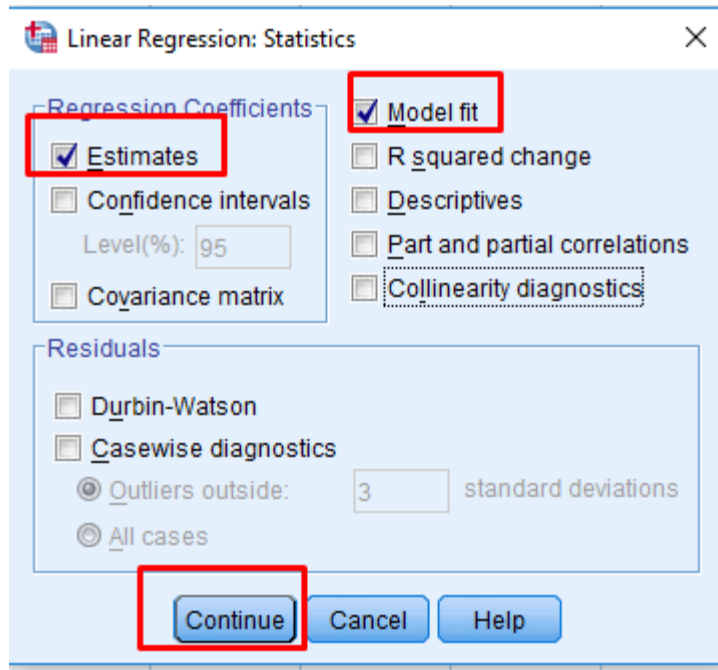 Linear Regression: Statistics
Regression Coefficients
Estimates
Confidence intervals
Level(%): 95
Covariance matrix
Model fit
R squared change
Descriptives
Part and partial correlations
Collinearity diagnostics
Residuals
Durbin-Watson
Casewise diagnostics
Outliers outside: 3 standard deviations
All cases
Continue Cancel Help